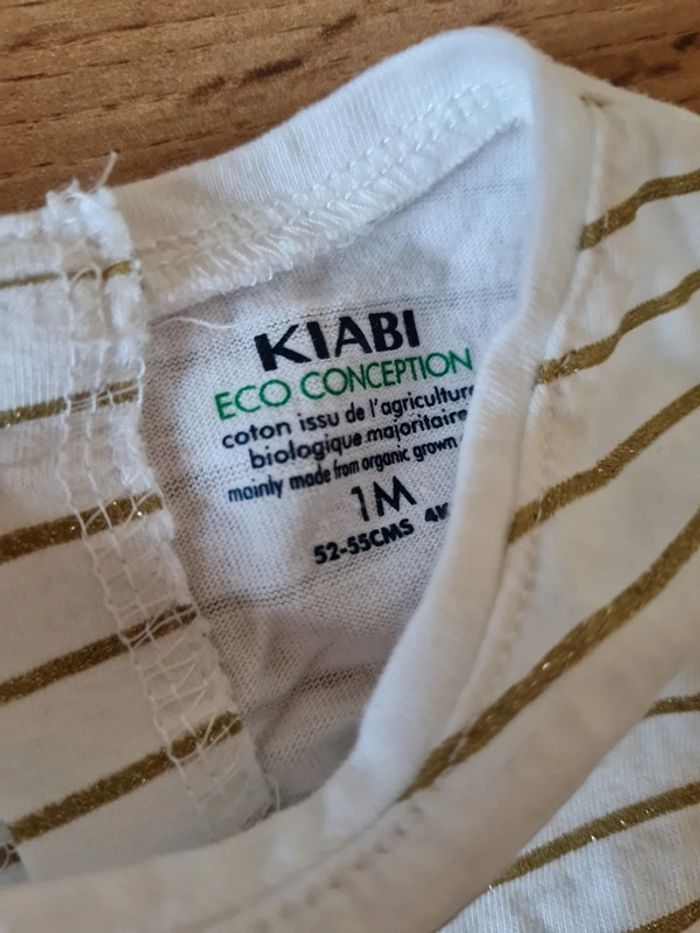 KIABI
ECO CONCEPTION
coton issu de l'agriculture
biologique majoritaire
mainly made from organic grown
1M
52-55CMS